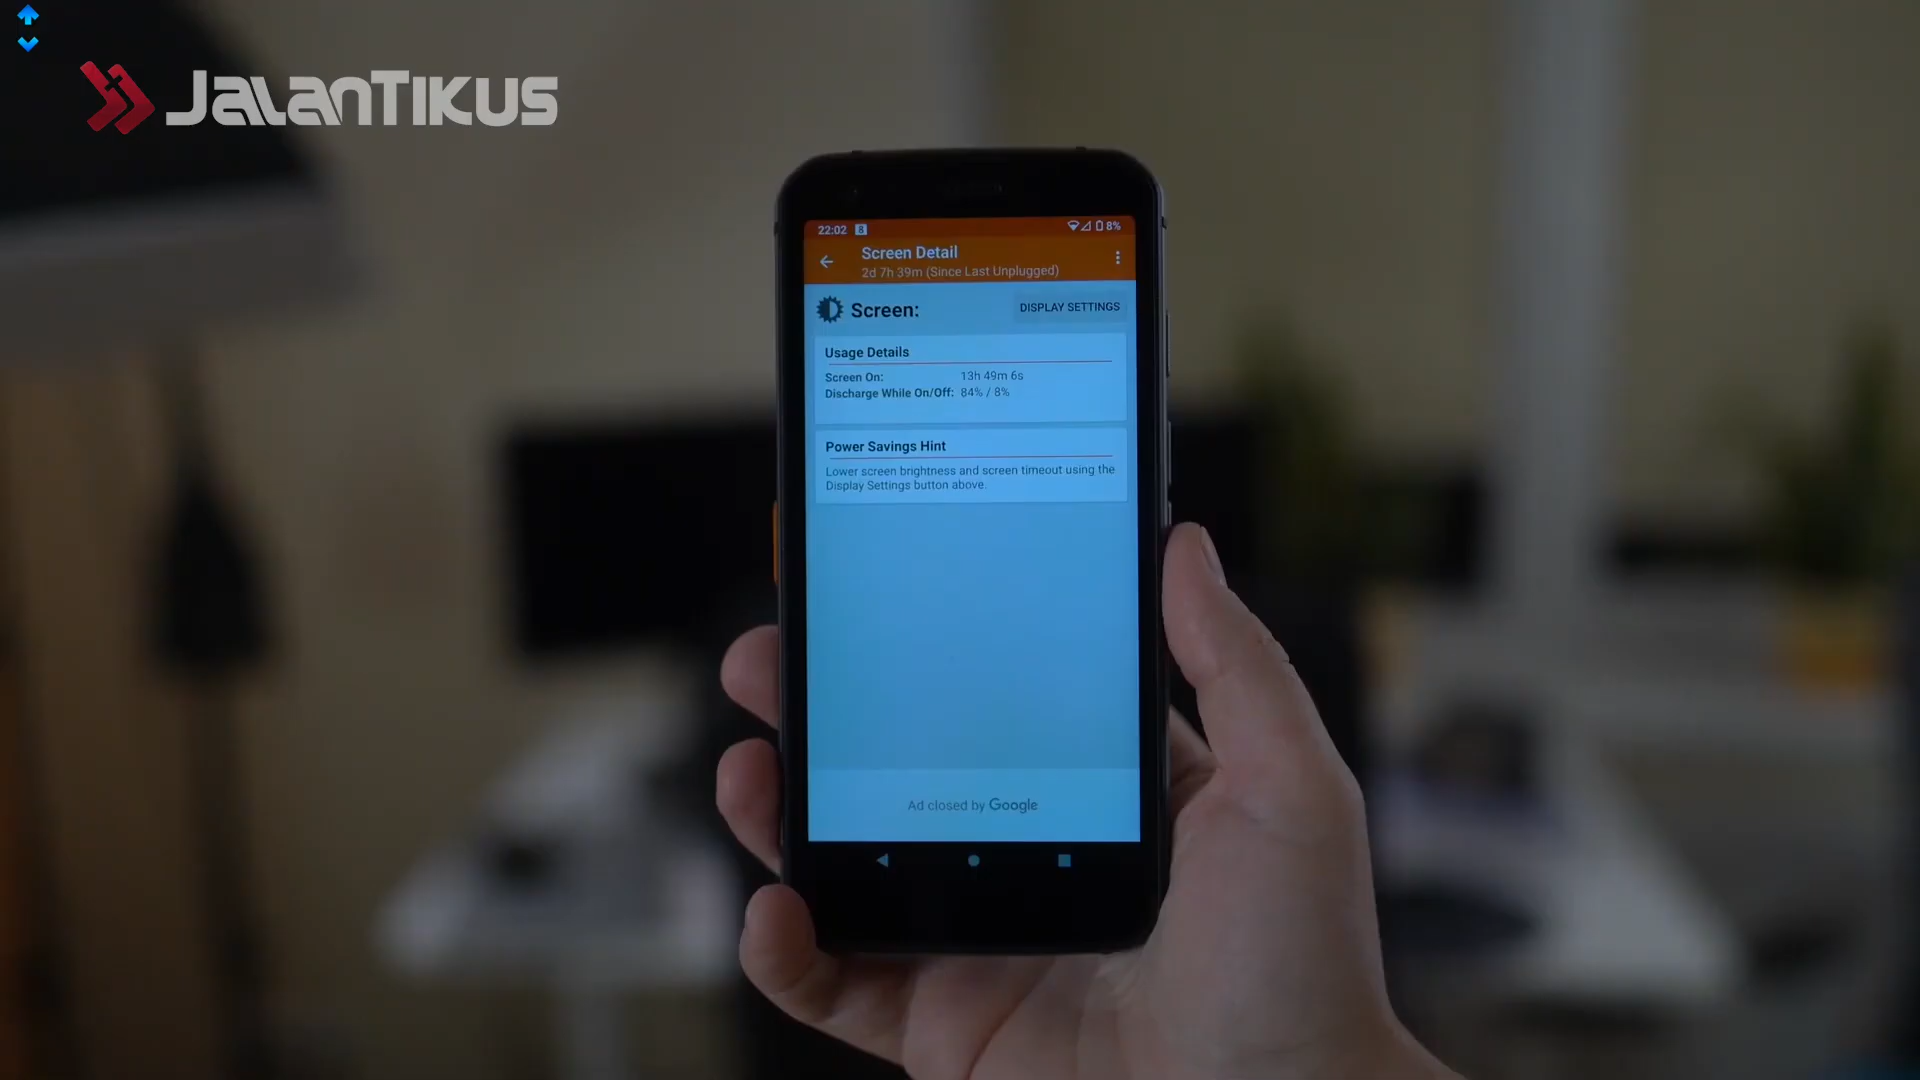 JALANTIKUS
22:02 8 8%
Screen Detail
2d 7h 39m (Since Last Unplugged)
Screen: DISPLAY SETTINGS
Usage Details
Screen On: 13h 49m 6s
Discharge While On/Off: 84% / 8%
Power Savings Hint
Lower screen brightness and screen timeout using the
Display Settings button above.
Ad closed by Google